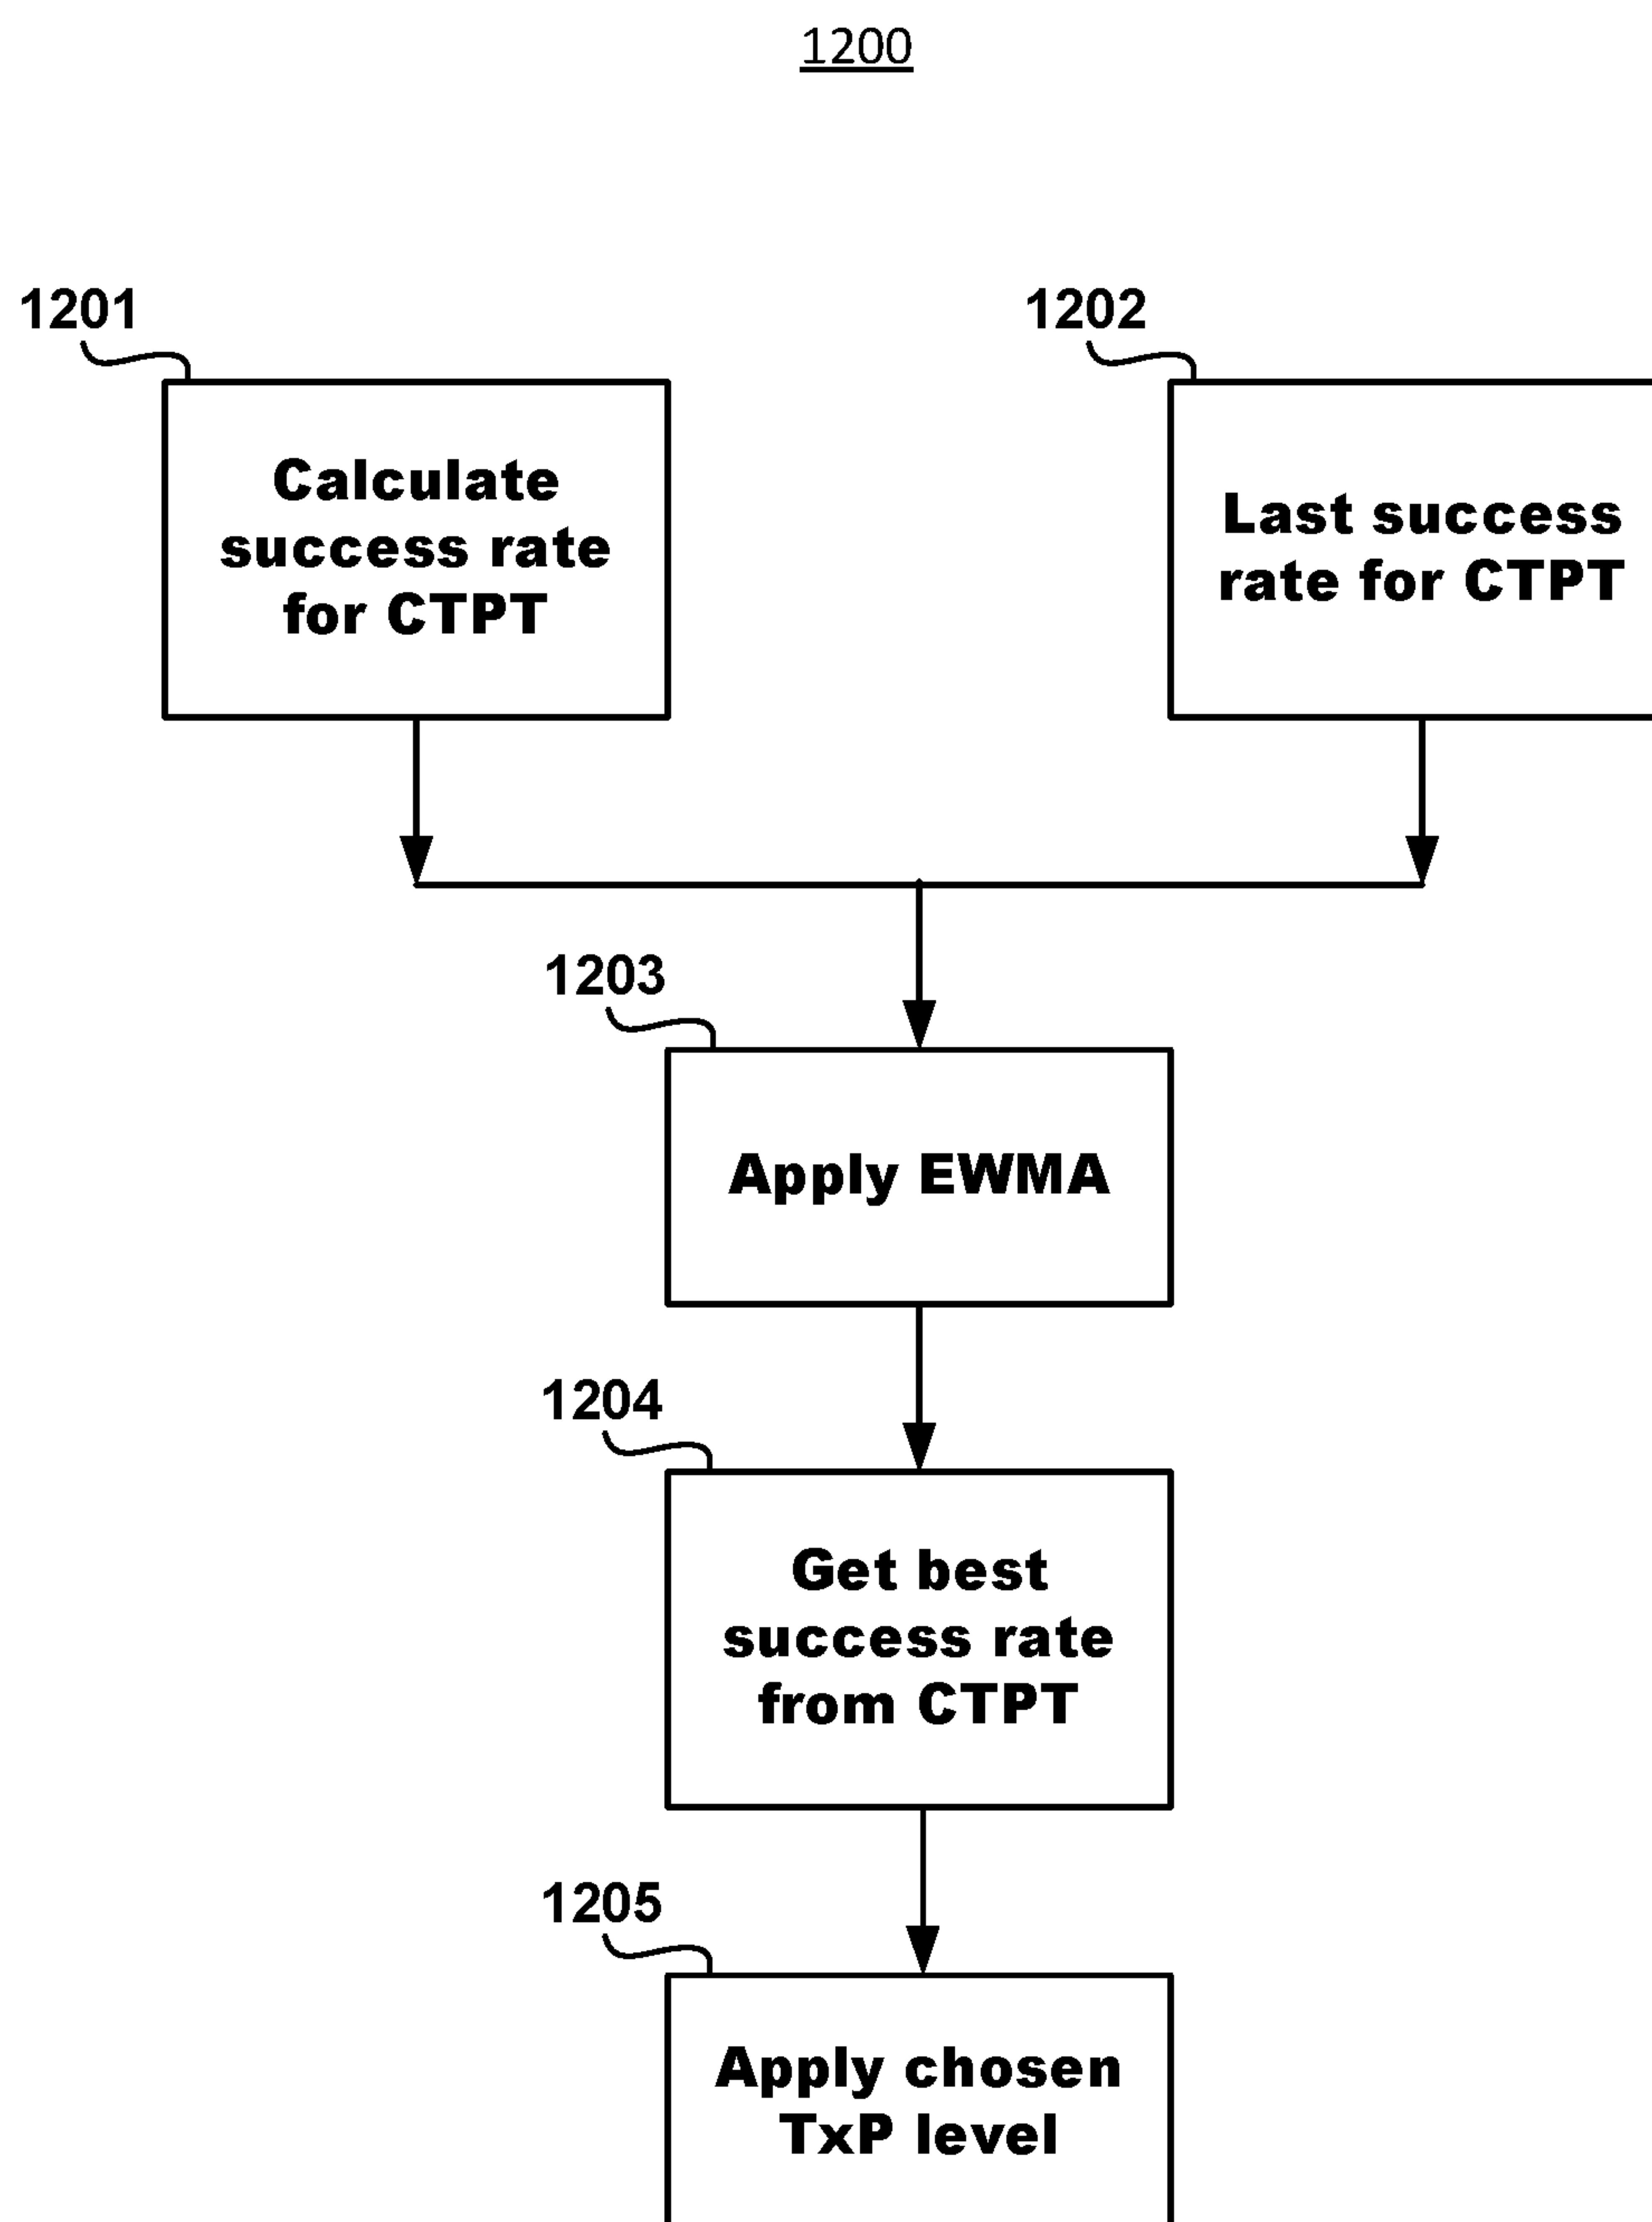 1200
1201
Calculate
success rate
for CTPT
1202
Last success
rate for CTPT
1203
Apply EWMA
1204
Get best
success rate
from CTPT
1205
Apply chosen
TxP level